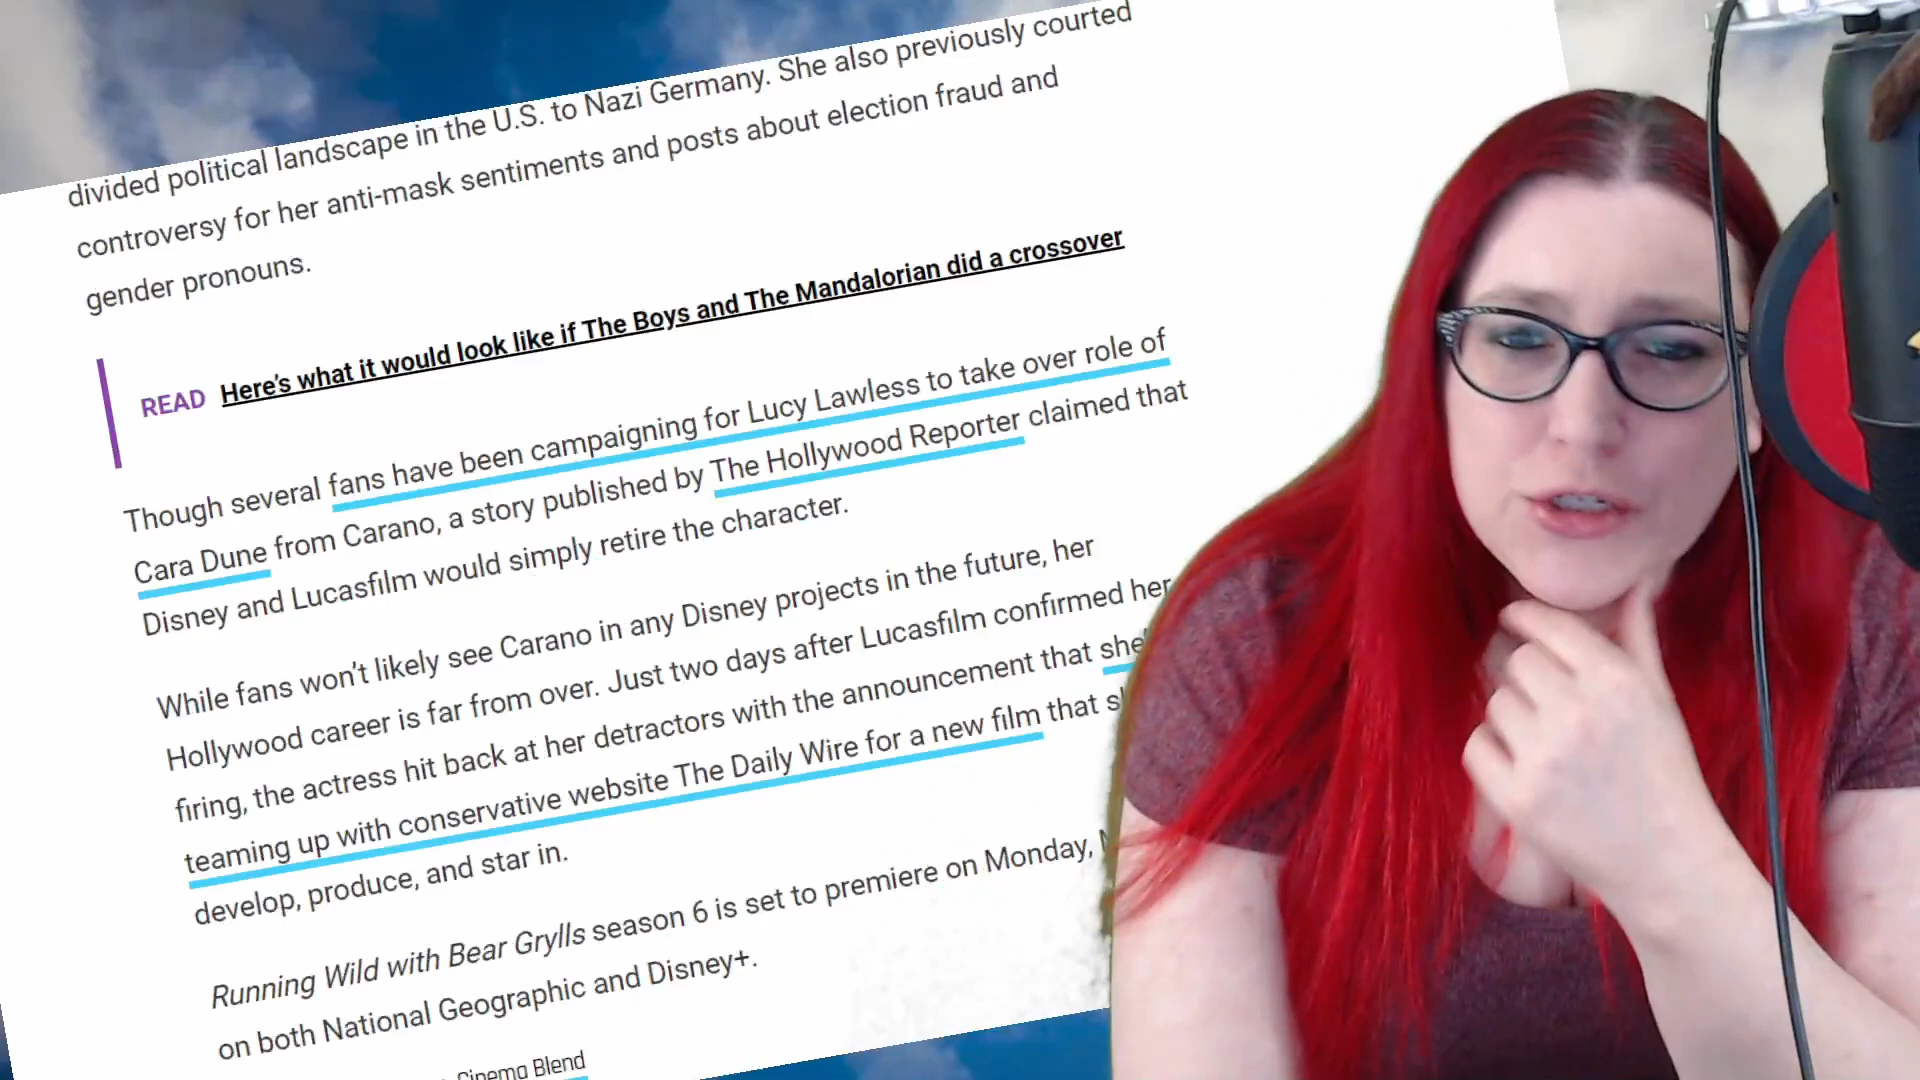 divided political landscape in the U.S. to Nazi Germany. She also previously courted
controversy for her anti-mask sentiments and posts about election fraud and
gender pronouns.
READ Here's what it would look like if The Boys and The Mandalorian did a crossover
Though several fans have been campaigning for Lucy Lawless to take over role of
Cara Dune from Carano, a story published by The Hollywood Reporter claimed that
Disney and Lucasfilm would simply retire the character.
While fans won't likely see Carano in any Disney projects in the future, her
Hollywood career is far from over. Just two days after Lucasfilm confirmed her
firing, the actress hit back at her detractors with the announcement that she
teaming up with conservative website The Daily Wire for a new film that
develop, produce, and star in.
Running Wild with Bear Grylls season 6 is set to premiere on Monday,
on both National Geographic and Disney+.
Cinema Blend